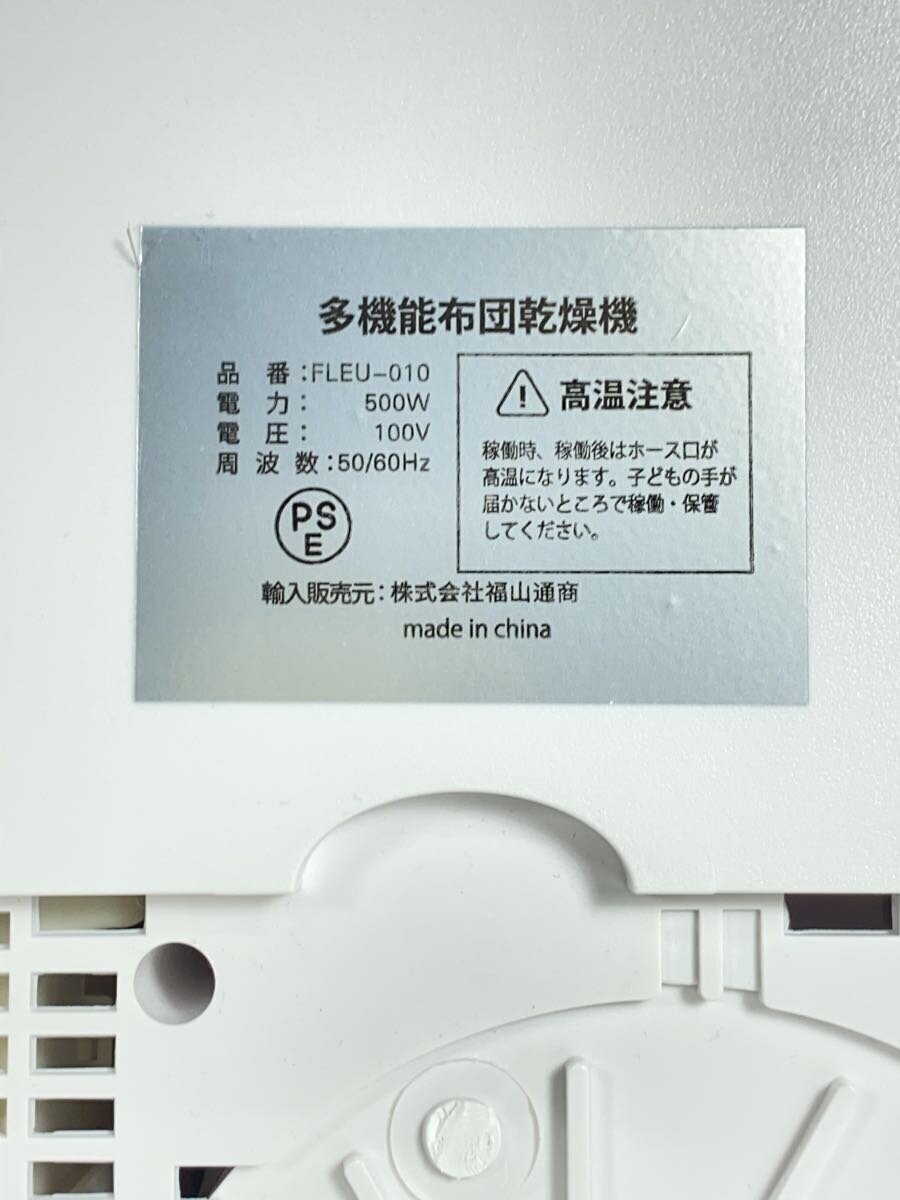 多機能布団乾燥機
品 番:FLEU-010
電 力: 500W
電 圧: 100V
周 波 数:50/60Hz
PS
E
高温注意
稼働時、稼働後はホース口が
高温になります。子どもの手が
届かないところで稼働・保管
してください。
輸入販売元:株式会社福山通商
made in china